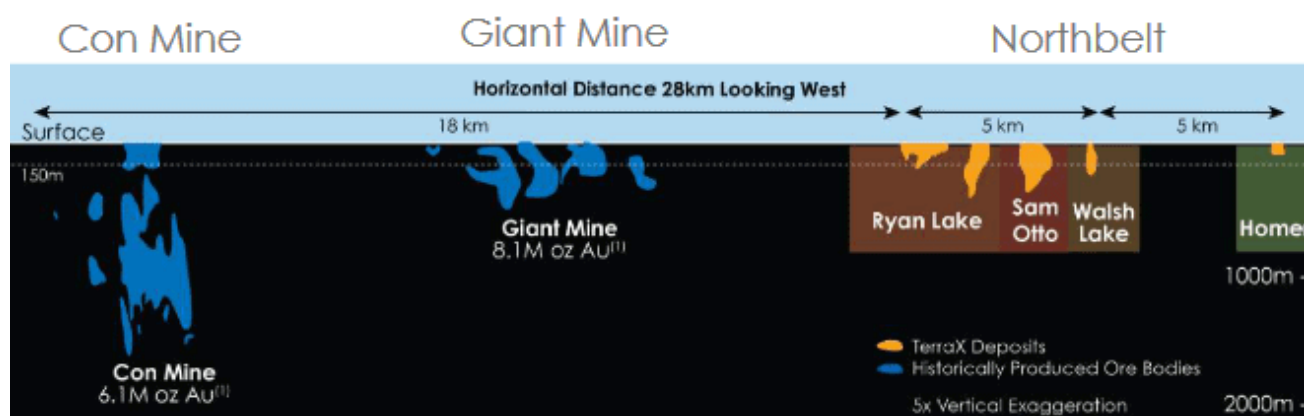 Con Mine
Giant Mine
Northbelt
Horizontal Distance 28km Looking West
18 km
5 km
5 km
Surface
150m
Ryan Lake
Sam
Otto
Walsh
Lake
Giant Mine
8.1M oz Au(1)
1000m -
Con Mine
6.1M oz Au(1)
TerraX Deposits
Historically Produced Ore Bodies
5x Vertical Exaggeration
2000m -